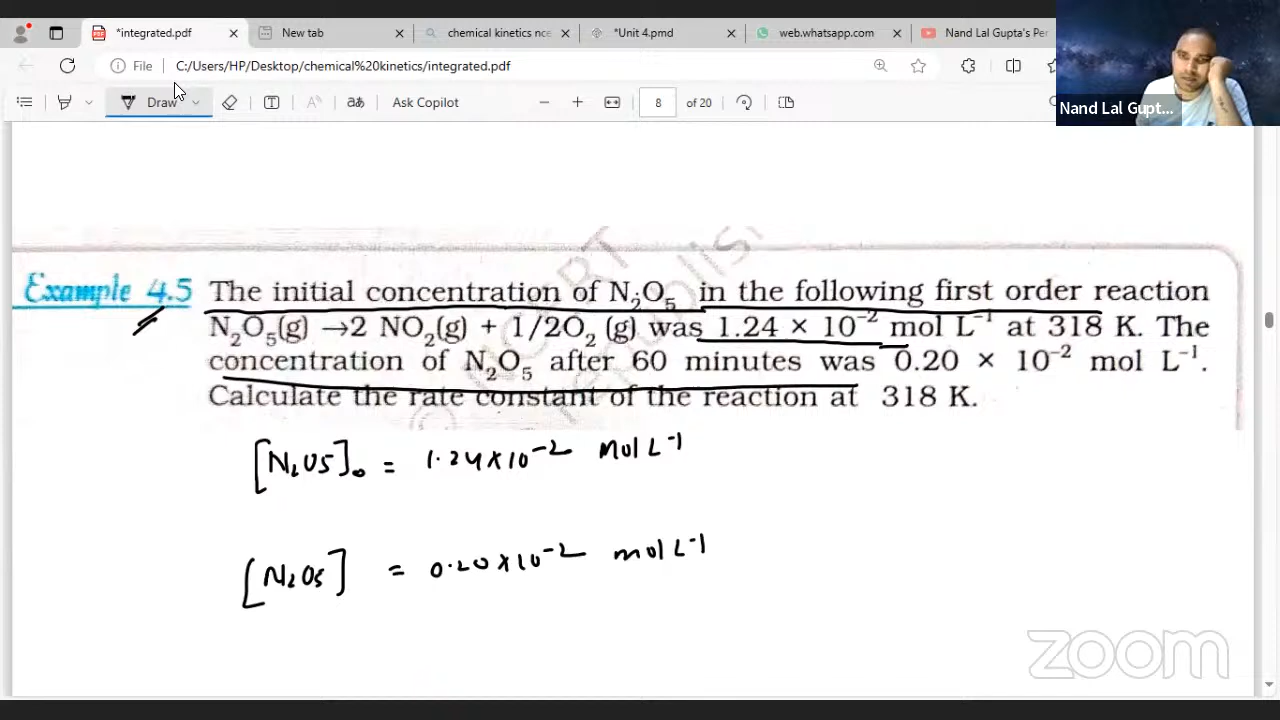 *integrated.pdf
New tab
chemical kinetics nce
*Unit 4.pmd
web.whatsapp.com
Nand Lal Gupta's Per
File
C:/Users/HP/Desktop/chemical%20kinetics/integrated.pdf
Draw
Ask Copilot
8 of 20
Nand Lal Gupt...
Example 4.5 The initial concentration of N₂O₅ in the following first order reaction
N₂O₅(g) →2 NO₂(g) + 1/2O₂ (g) was 1.24 × 10⁻² mol L⁻¹ at 318 K. The
concentration of N₂O₅ after 60 minutes was 0.20 × 10⁻² mol L⁻¹.
Calculate the rate constant of the reaction at 318 K.
[N₂O5]₀ = 1.24×10⁻² mol L⁻¹
[N₂O5] = 0.20×10⁻² mol L⁻¹
zoom